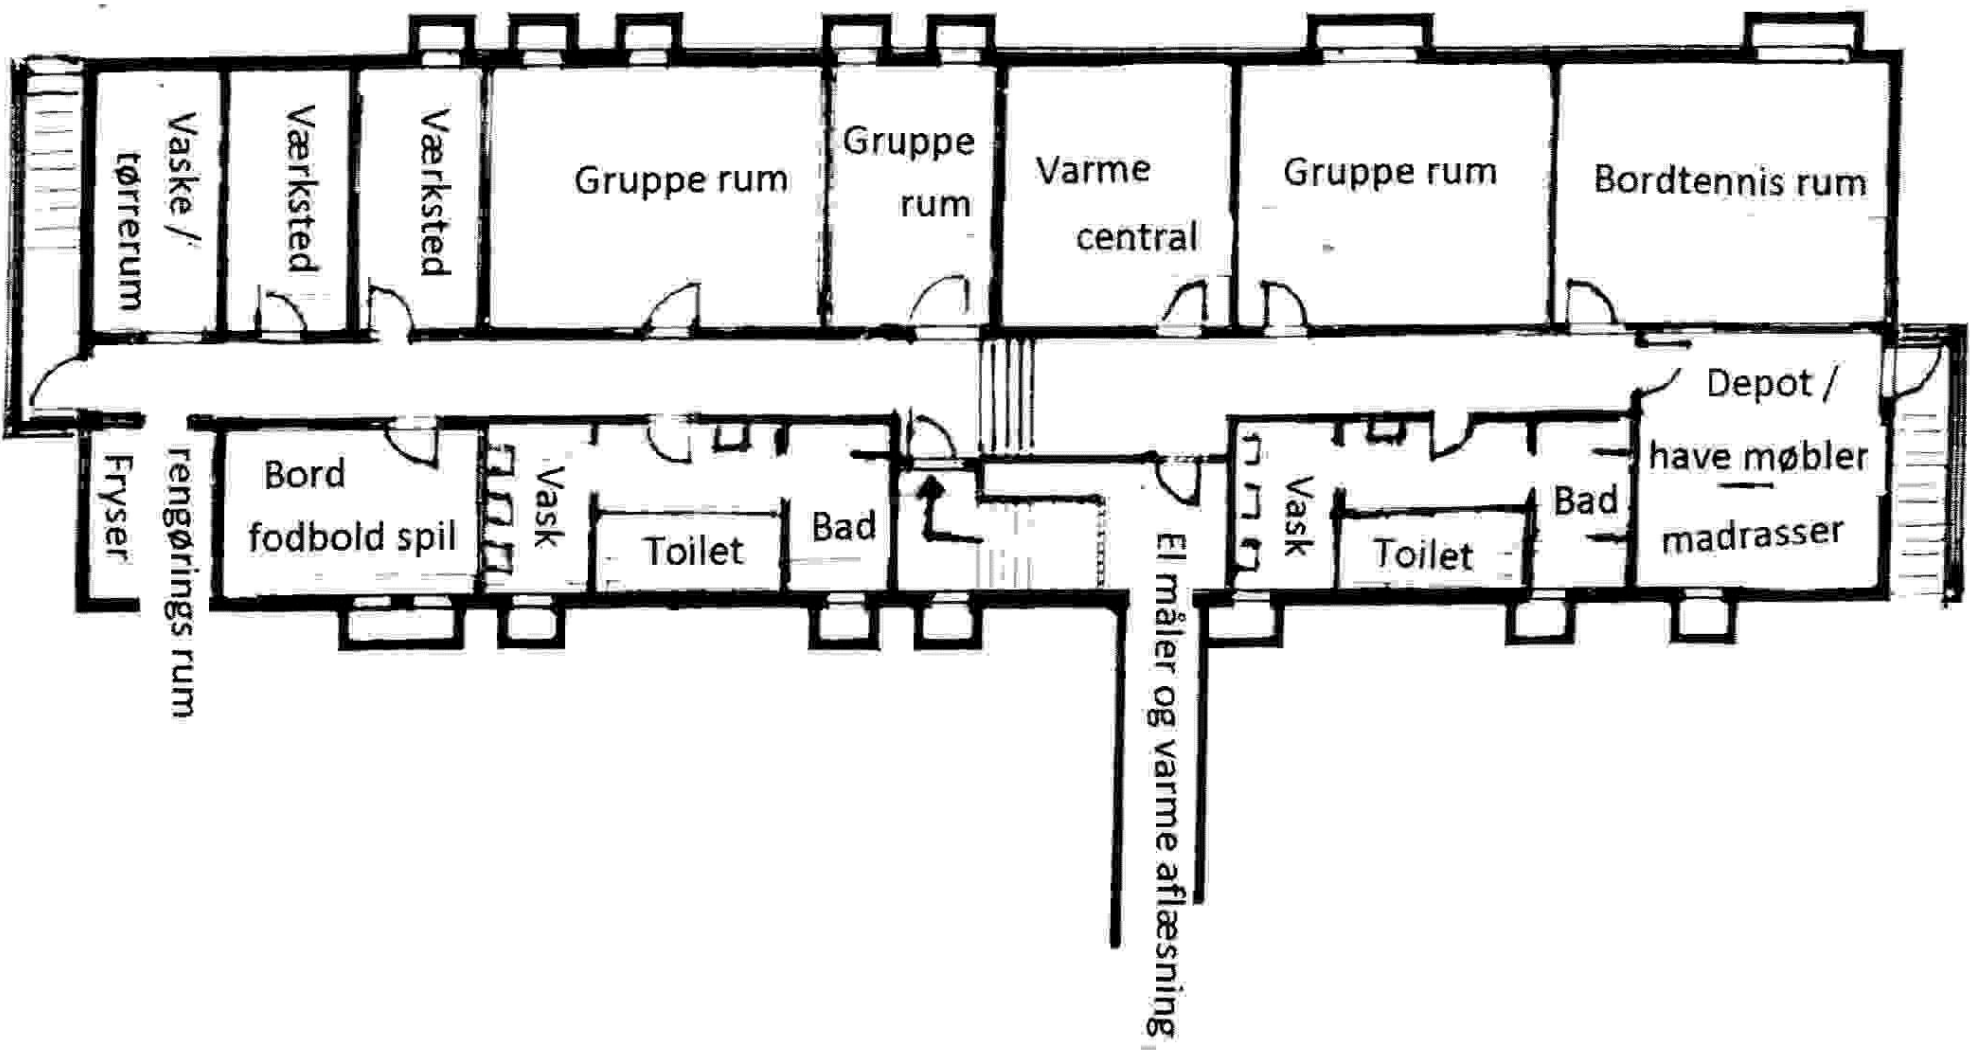 Vaske /
tørrerum
Værksted
Værksted
Gruppe rum
Gruppe
rum
Varme
central
Gruppe rum
Bordtennis rum
Fryser
rengørings rum
Bord
fodbold spil
Vask
Toilet
Bad
El måler og varme aflæsning
Vask
Toilet
Bad
Depot /
have møbler
madrasser